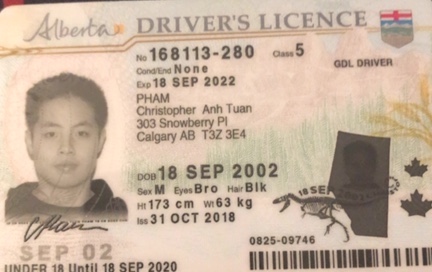 Alberta DRIVER'S LICENCE
No 168113-280 Class 5
Cond/End None GDL DRIVER
Exp 18 SEP 2022
PHAM
Christopher Anh Tuan
303 Snowberry Pl
Calgary AB T3Z 3E4
DOB 18 SEP 2002
Sex M Eyes Bro Hair Blk
Ht 173 cm Wt 63 kg
Iss 31 OCT 2018
18 SEP
SEP 02
0825-09746
UNDER 18 Until 18 SEP 2020